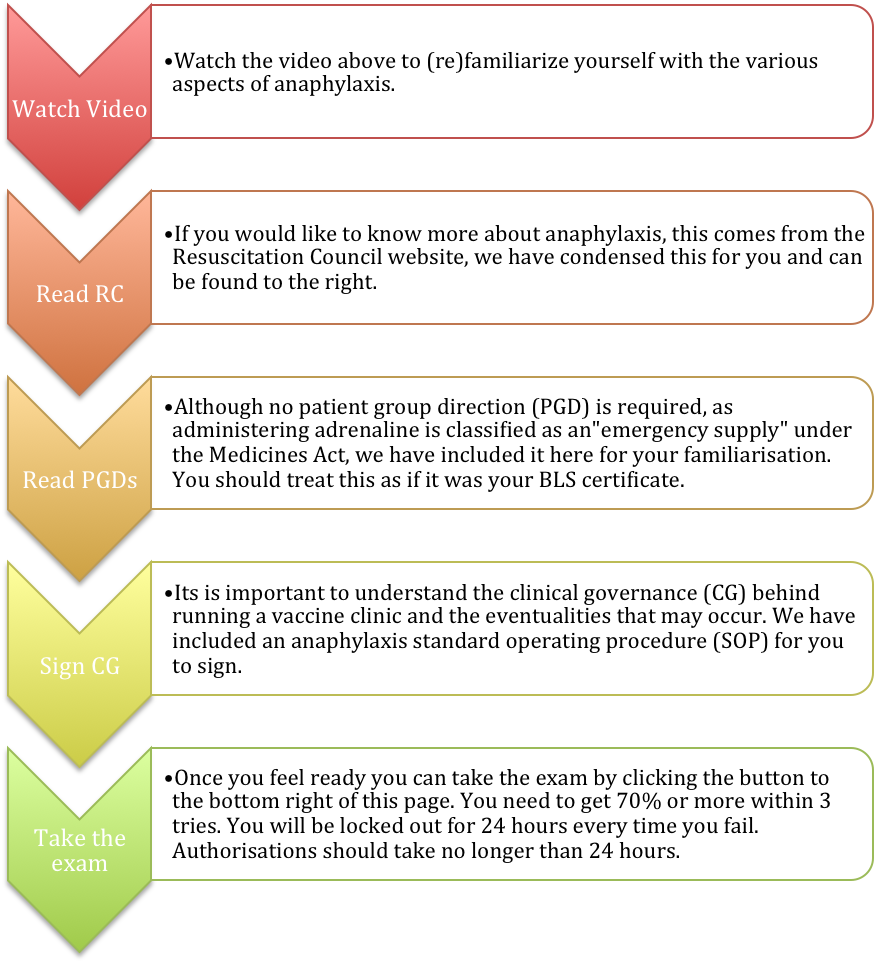 Watch Video
•Watch the video above to (re)familiarize yourself with the various
aspects of anaphylaxis.
Read RC
•If you would like to know more about anaphylaxis, this comes from the
Resuscitation Council website, we have condensed this for you and can
be found to the right.
Read PGDs
•Although no patient group direction (PGD) is required, as
administering adrenaline is classified as an"emergency supply" under
the Medicines Act, we have included it here for your familiarisation.
You should treat this as if it was your BLS certificate.
Sign CG
•Its is important to understand the clinical governance (CG) behind
running a vaccine clinic and the eventualities that may occur. We have
included an anaphylaxis standard operating procedure (SOP) for you
to sign.
Take the
exam
•Once you feel ready you can take the exam by clicking the button to
the bottom right of this page. You need to get 70% or more within 3
tries. You will be locked out for 24 hours every time you fail.
Authorisations should take no longer than 24 hours.